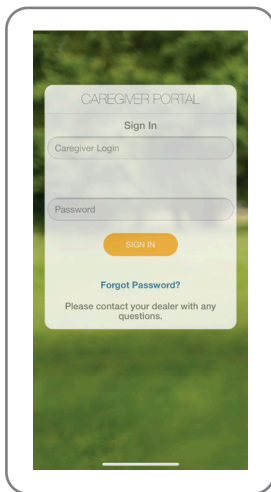 CAREGIVER PORTAL
Sign In
Caregiver Login
Password
SIGN IN
Forgot Password?
Please contact your dealer with any
questions.